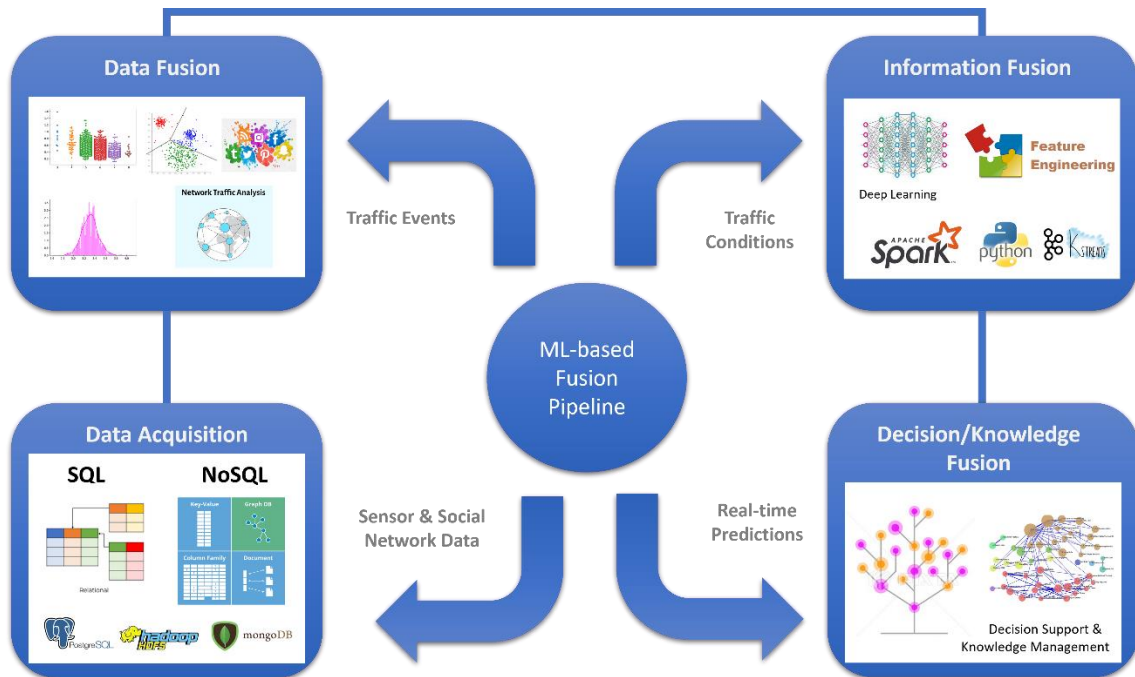 Data Fusion
Network Traffic Analysis
Information Fusion
Deep Learning
Feature
Engineering
APACHE
Spark
python
K
STREAMS
Traffic Events
Traffic
Conditions
ML-based
Fusion
Pipeline
Data Acquisition
SQL
NoSQL
Key-Value
Graph DB
Column Family
Document
Relational
PostgreSQL
hadoop
HDFS
mongoDB
Sensor & Social
Network Data
Real-time
Predictions
Decision/Knowledge
Fusion
Decision Support &
Knowledge Management